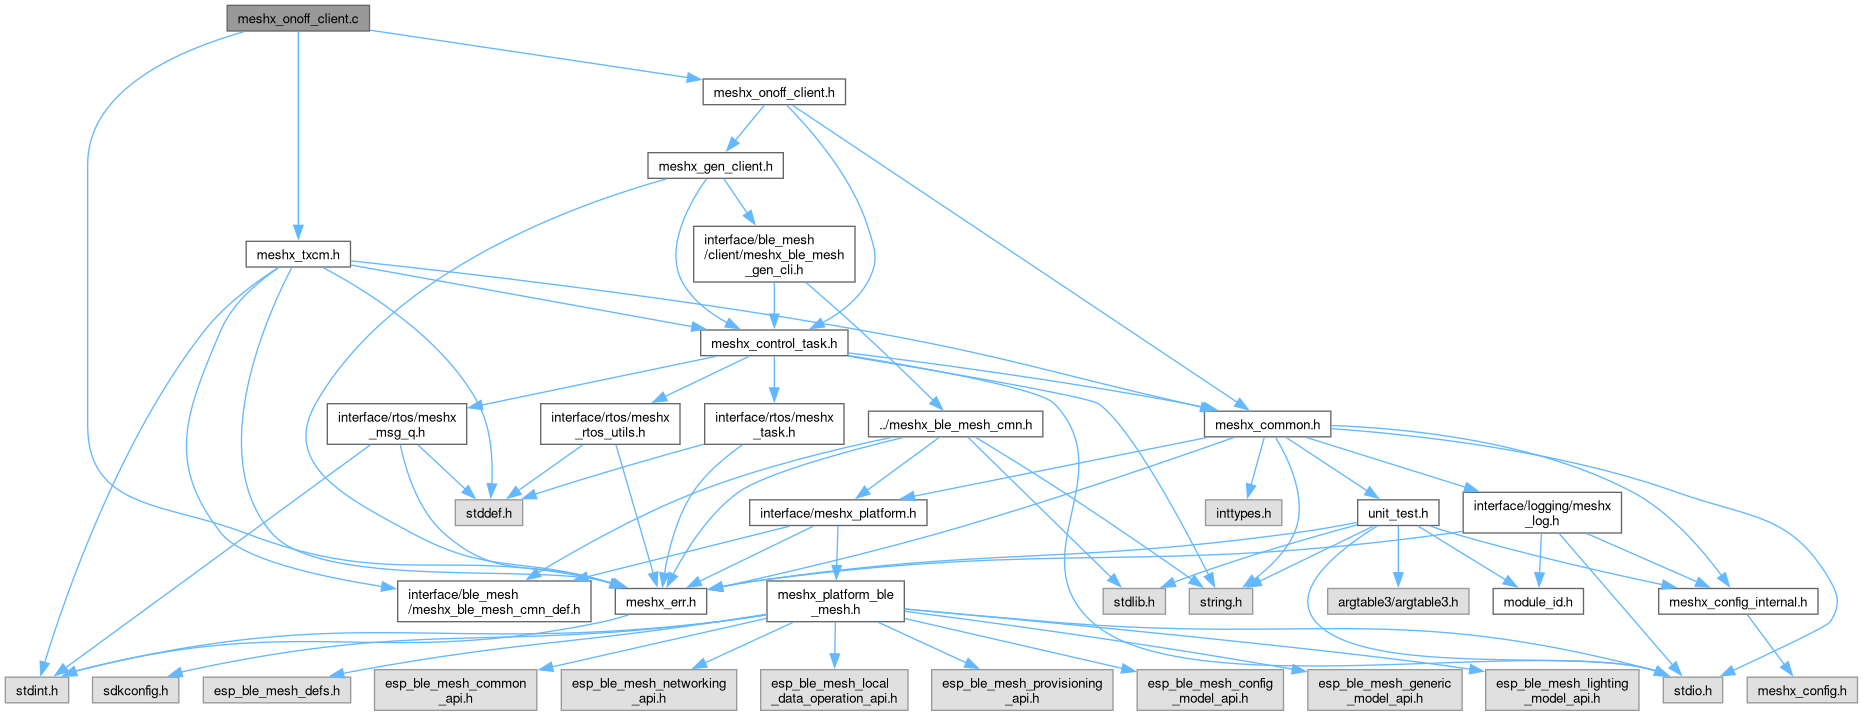 meshx_onoff_client.c
meshx_onoff_client.h
meshx_gen_client.h
meshx_txcm.h
interface/ble_mesh
/client/meshx_ble_mesh
_gen_cli.h
meshx_control_task.h
interface/rtos/meshx
_msg_q.h
interface/rtos/meshx
_rtos_utils.h
interface/rtos/meshx
_task.h
../meshx_ble_mesh_cmn.h
meshx_common.h
stddef.h
interface/meshx_platform.h
inttypes.h
unit_test.h
interface/logging/meshx
_log.h
interface/ble_mesh
/meshx_ble_mesh_cmn_def.h
meshx_err.h
meshx_platform_ble
_mesh.h
stdlib.h
string.h
argtable3/argtable3.h
module_id.h
meshx_config_internal.h
stdint.h
sdkconfig.h
esp_ble_mesh_defs.h
esp_ble_mesh_common
_api.h
esp_ble_mesh_networking
_api.h
esp_ble_mesh_local
_data_operation_api.h
esp_ble_mesh_provisioning
_api.h
esp_ble_mesh_config
_model_api.h
esp_ble_mesh_generic
_model_api.h
esp_ble_mesh_lighting
_model_api.h
stdio.h
meshx_config.h